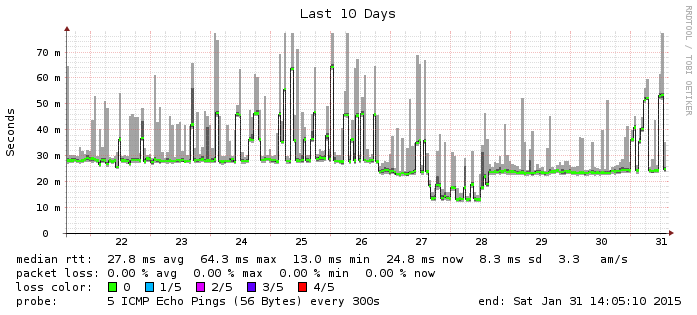 Last 10 Days
RRDTOOL / TOBI OETIKER
Seconds
70 m
60 m
50 m
40 m
30 m
20 m
10 m
0
22 23 24 25 26 27 28 29 30 31
median rtt: 27.8 ms avg 64.3 ms max 13.0 ms min 24.8 ms now 8.3 ms sd 3.3 am/s
packet loss: 0.00 % avg 0.00 % max 0.00 % min 0.00 % now
loss color: 0 1/5 2/5 3/5 4/5
probe: 5 ICMP Echo Pings (56 Bytes) every 300s end: Sat Jan 31 14:05:10 2015